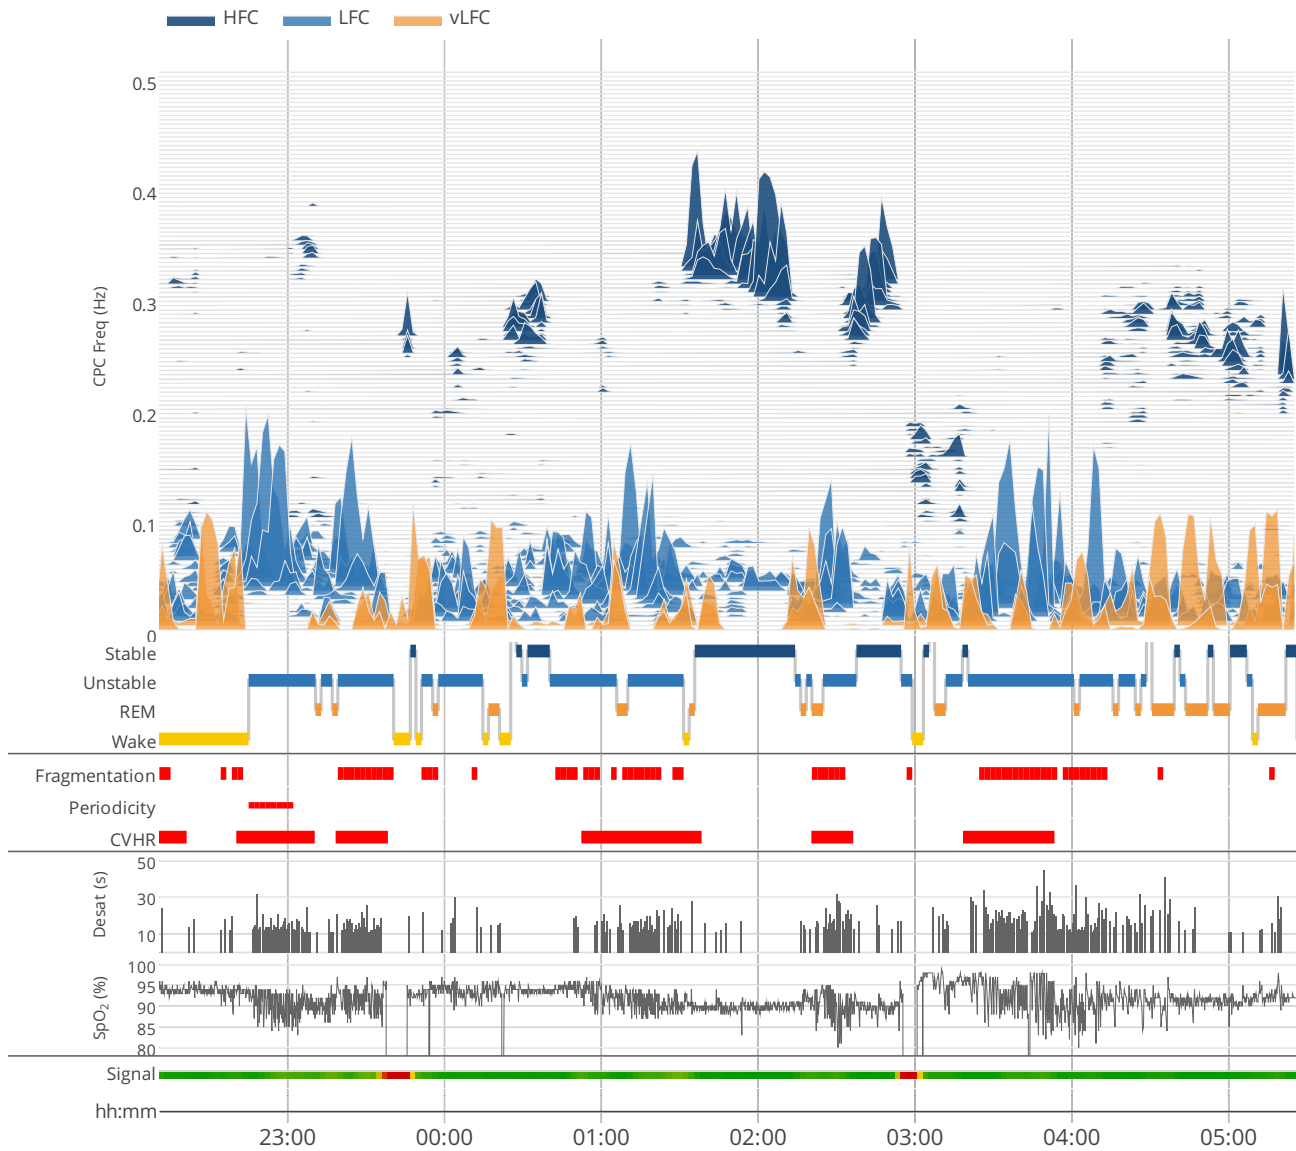 HFC LFC vLFC
0.5
0.4
0.3
0.2
0.1
0
CPC Freq (Hz)
Stable
Unstable
REM
Wake
Fragmentation
Periodicity
CVHR
50
30
10
Desat (s)
100
95
90
85
80
SpO₂ (%)
Signal
hh:mm
23:00 00:00 01:00 02:00 03:00 04:00 05:00